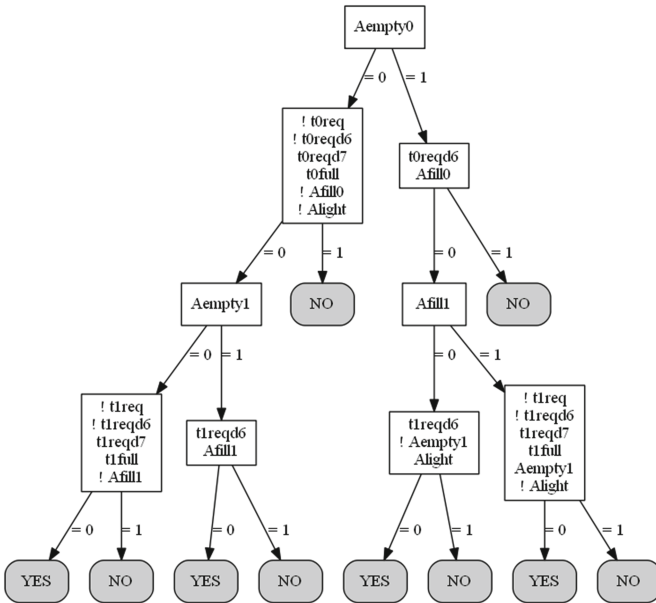 Aempty0
= 0
= 1
! t0req
! t0reqd6
t0reqd7
t0full
! Afill0
! Alight
t0reqd6
Afill0
= 0
= 1
= 0
= 1
Aempty1
NO
Afill1
NO
= 0
= 1
= 0
= 1
! t1req
! t1reqd6
t1reqd7
t1full
! Afill1
t1reqd6
Afill1
t1reqd6
! Aempty1
Alight
! t1req
! t1reqd6
t1reqd7
t1full
Aempty1
! Alight
= 0
= 1
= 0
= 1
= 0
= 1
= 0
= 1
YES
NO
YES
NO
YES
NO
YES
NO